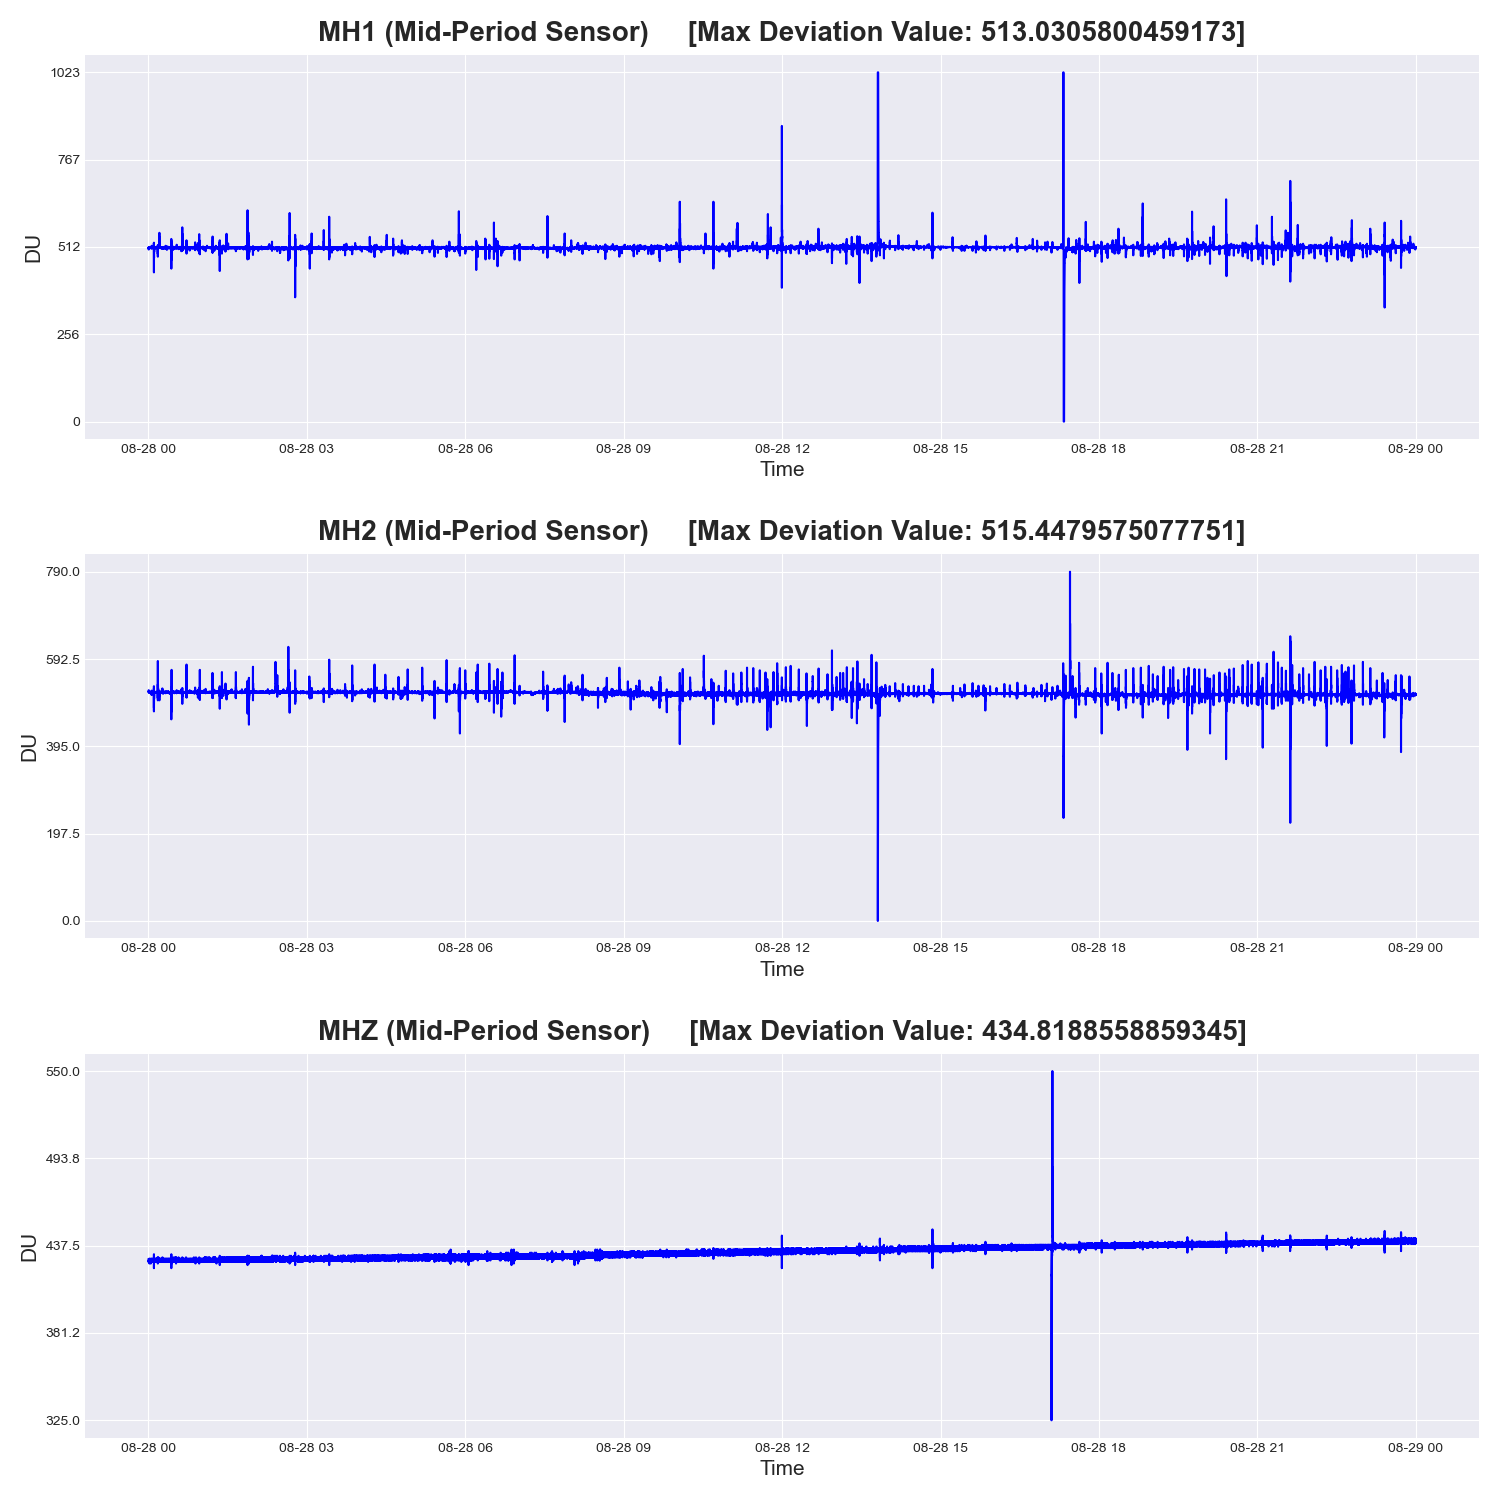 MH1 (Mid-Period Sensor) [Max Deviation Value: 513.0305800459173]
1023
767
512
256
0
DU
08-28 00 08-28 03 08-28 06 08-28 09 08-28 12 08-28 15 08-28 18 08-28 21 08-29 00
Time
MH2 (Mid-Period Sensor) [Max Deviation Value: 515.4479575077751]
790.0
592.5
395.0
197.5
0.0
DU
08-28 00 08-28 03 08-28 06 08-28 09 08-28 12 08-28 15 08-28 18 08-28 21 08-29 00
Time
MHZ (Mid-Period Sensor) [Max Deviation Value: 434.8188558859345]
550.0
493.8
437.5
381.2
325.0
DU
08-28 00 08-28 03 08-28 06 08-28 09 08-28 12 08-28 15 08-28 18 08-28 21 08-29 00
Time